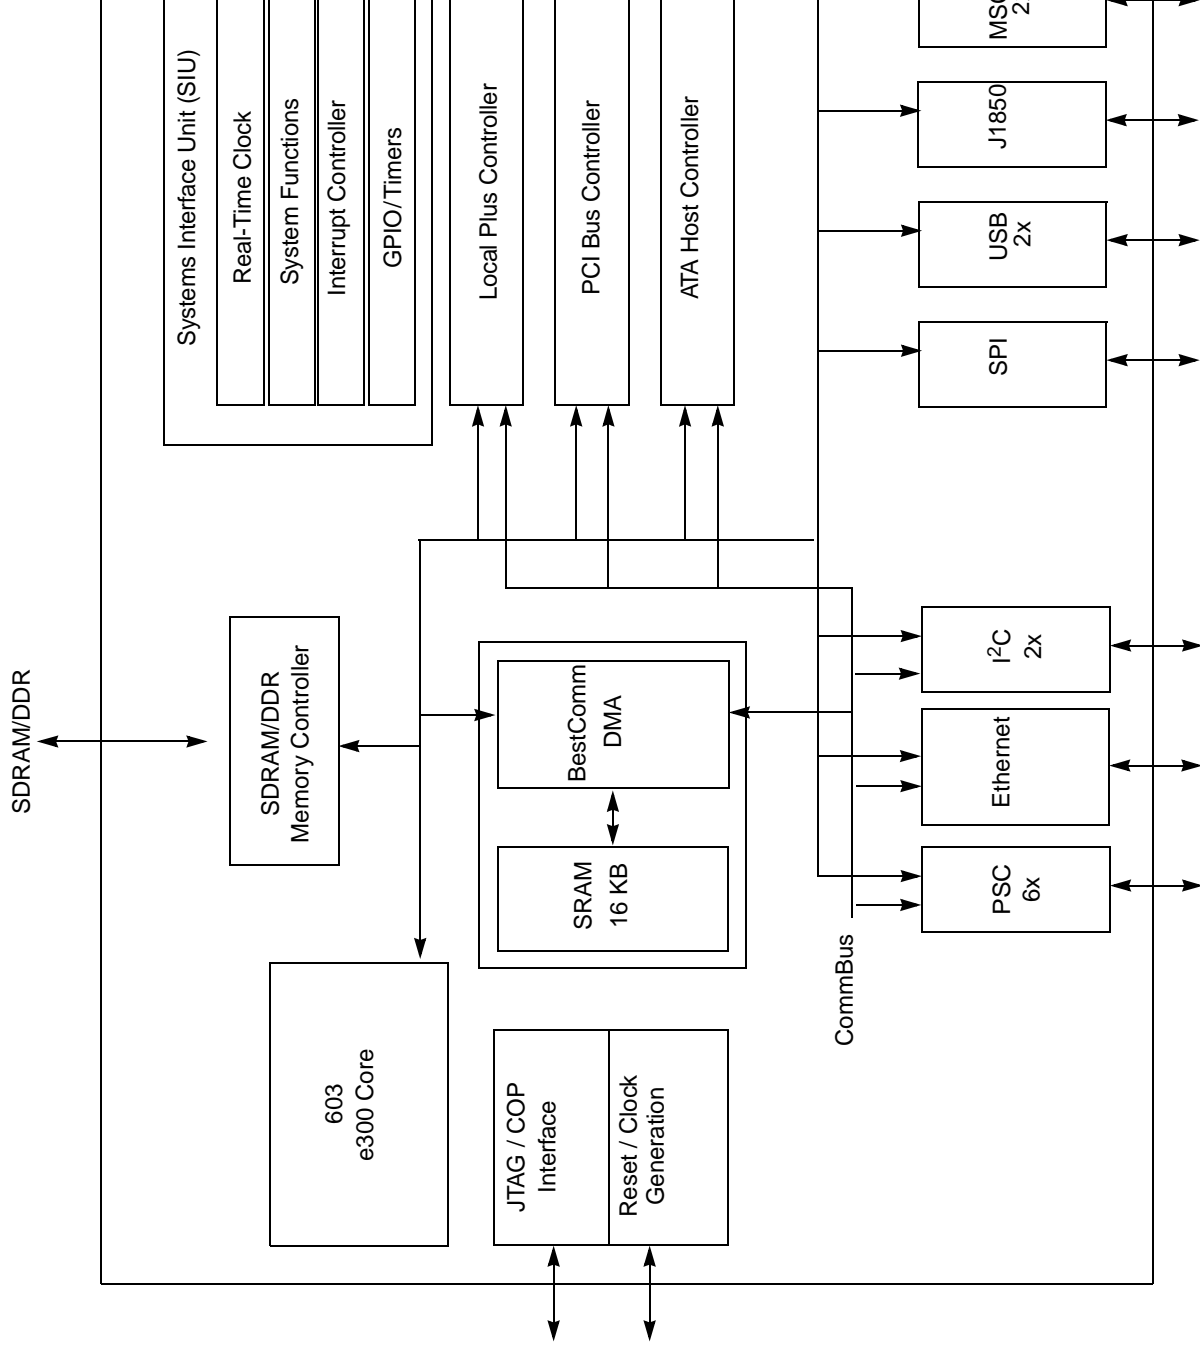 Systems Interface Unit (SIU)
Real-Time Clock
System Functions
Interrupt Controller
GPIO/Timers
Local Plus Controller
PCI Bus Controller
ATA Host Controller
J1850
USB
2x
SPI
SDRAM/DDR
SDRAM/DDR
Memory Controller
BestComm
DMA
SRAM
16 KB
I²C
2x
Ethernet
PSC
6x
CommBus
603
e300 Core
JTAG / COP
Interface
Reset / Clock
Generation